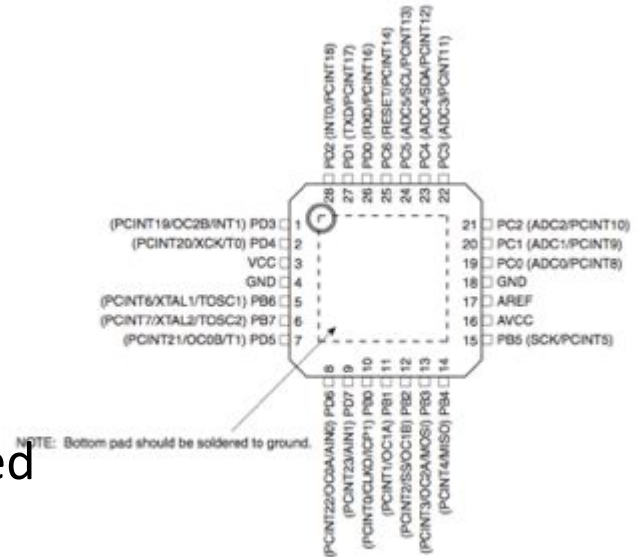 28 PD2 (INT0/PCINT18)
27 PD1 (TXD/PCINT17)
26 PD0 (RXD/PCINT16)
25 PC6 (RESET/PCINT14)
24 PC5 (ADC5/SCL/PCINT13)
23 PC4 (ADC4/SDA/PCINT12)
22 PC3 (ADC3/PCINT11)
(PCINT19/OC2B/INT1) PD3 1
(PCINT20/XCK/T0) PD4 2
VCC 3
GND 4
(PCINT6/XTAL1/TOSC1) PB6 5
(PCINT7/XTAL2/TOSC2) PB7 6
(PCINT21/OC0B/T1) PD5 7
21 PC2 (ADC2/PCINT10)
20 PC1 (ADC1/PCINT9)
19 PC0 (ADC0/PCINT8)
18 GND
17 AREF
16 AVCC
15 PB5 (SCK/PCINT5)
(PCINT22/OC0A/AIN0) PD6 8
(PCINT23/AIN1) PD7 9
(PCINT0/CLKO/ICP1) PB0 10
(PCINT1/OC1A) PB1 11
(PCINT2/SS/OC1B) PB2 12
(PCINT3/OC2A/MOSI) PB3 13
(PCINT4/MISO) PB4 14
NOTE: Bottom pad should be soldered to ground.
ed